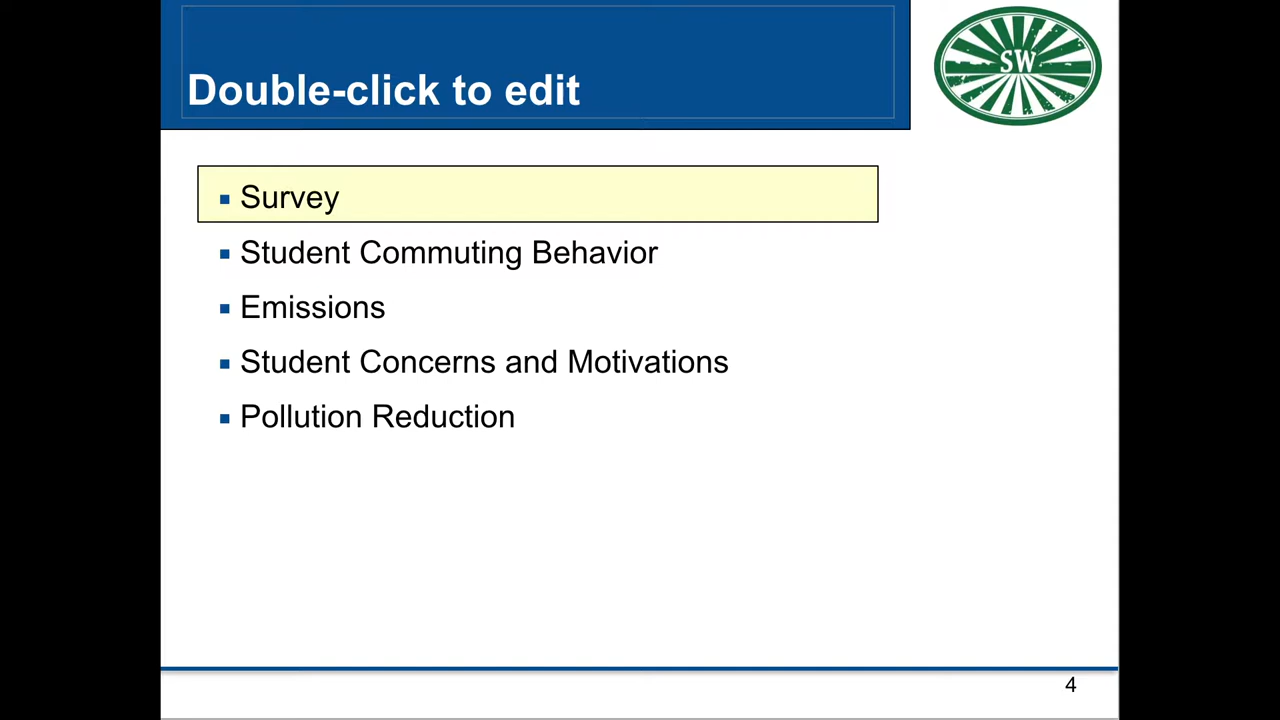 Double-click to edit
SW
Survey
Student Commuting Behavior
Emissions
Student Concerns and Motivations
Pollution Reduction
4